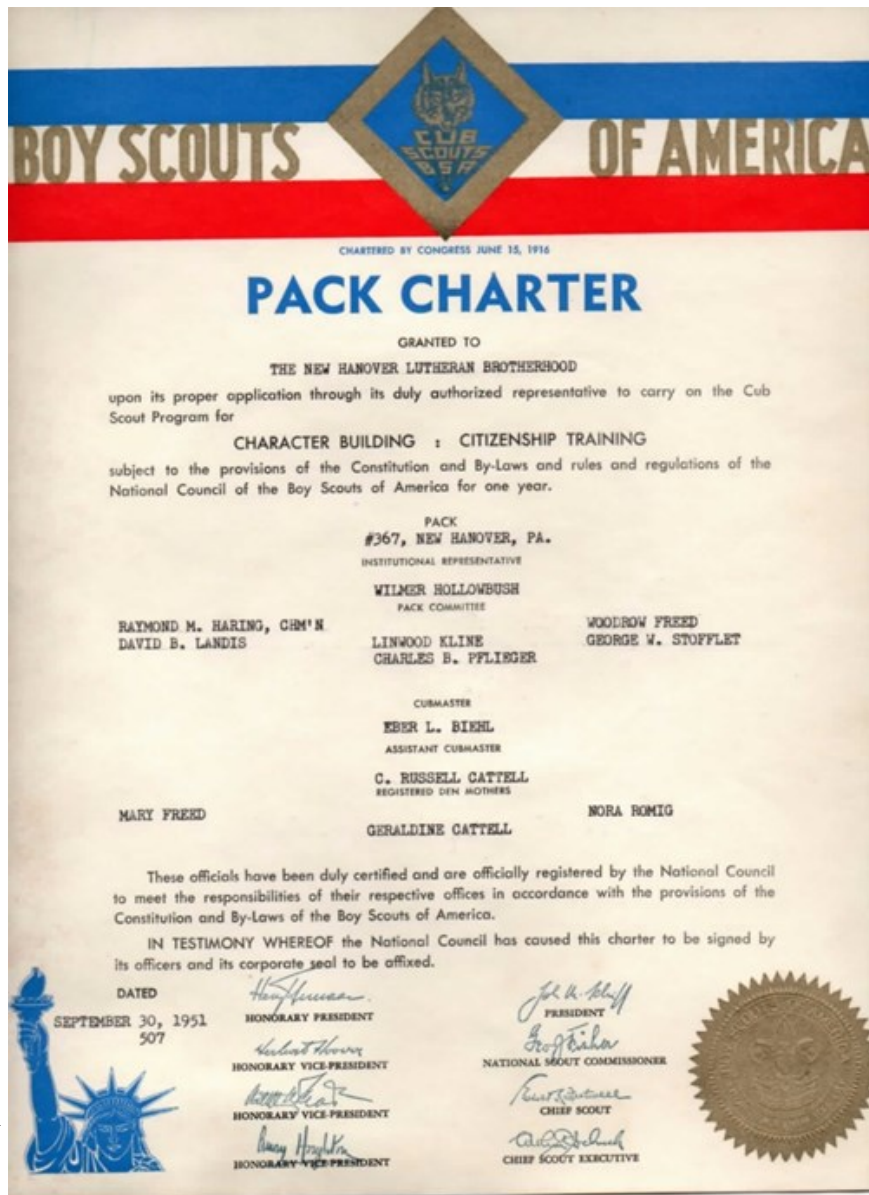 BOY SCOUTS OF AMERICA
CUB
SCOUTS
BSA
CHARTERED BY CONGRESS JUNE 15, 1916
PACK CHARTER
GRANTED TO
THE NEW HANOVER LUTHERAN BROTHERHOOD
upon its proper application through its duly authorized representative to carry on the Cub
Scout Program for
CHARACTER BUILDING : CITIZENSHIP TRAINING
subject to the provisions of the Constitution and By-Laws and rules and regulations of the
National Council of the Boy Scouts of America for one year.
PACK
#367, NEW HANOVER, PA.
INSTITUTIONAL REPRESENTATIVE
WILMER HOLLOWBUSH
PACK COMMITTEE
RAYMOND M. HARING, CHM'N
DAVID B. LANDIS
LINWOOD KLINE
CHARLES B. PFLIEGER
WOODROW FREED
GEORGE W. STOFFLET
CUBMASTER
EBER L. BIEHL
ASSISTANT CUBMASTER
C. RUSSELL CATTELL
REGISTERED DEN MOTHERS
MARY FREED
GERALDINE CATTELL
NORA ROMIG
These officials have been duly certified and are officially registered by the National Council
to meet the responsibilities of their respective offices in accordance with the provisions of the
Constitution and By-Laws of the Boy Scouts of America.
IN TESTIMONY WHEREOF the National Council has caused this charter to be signed by
its officers and its corporate seal to be affixed.
DATED
SEPTEMBER 30, 1951
507
HONORARY PRESIDENT
Herbert Hoover
HONORARY VICE-PRESIDENT
HONORARY VICE-PRESIDENT
Amory Houghton
HONORARY VICE-PRESIDENT
PRESIDENT
NATIONAL SCOUT COMMISSIONER
CHIEF SCOUT
CHIEF SCOUT EXECUTIVE